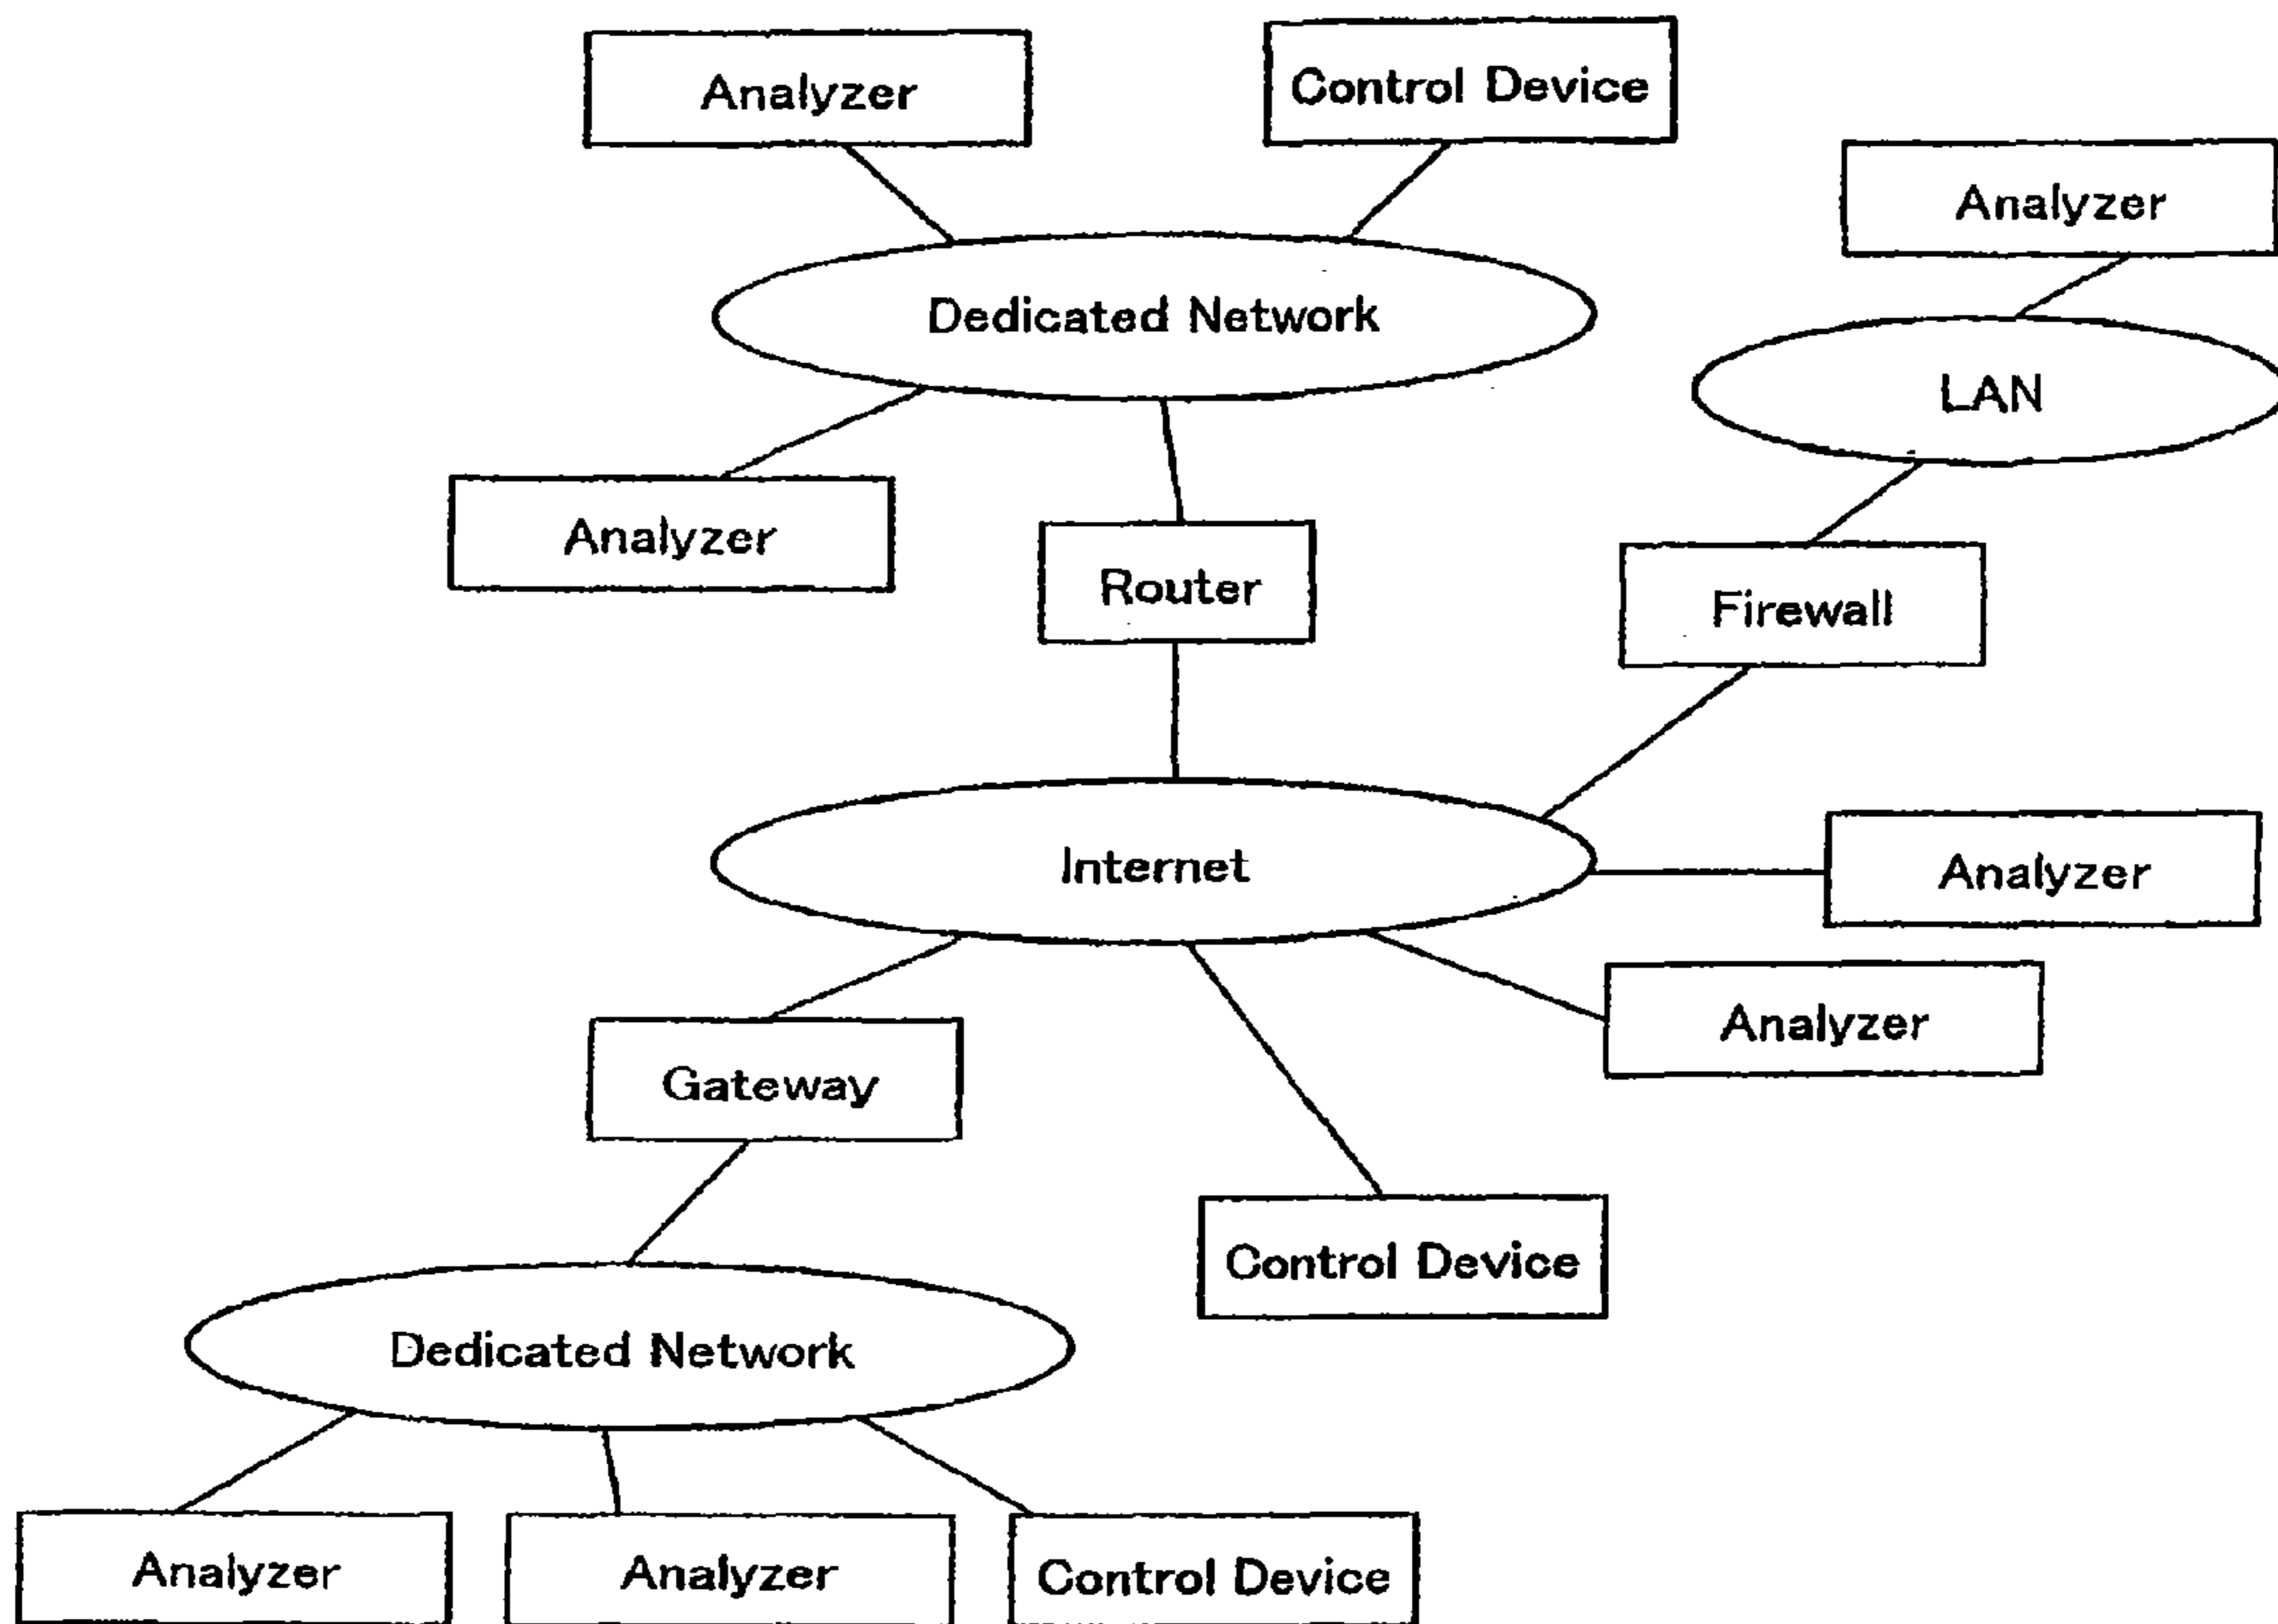 Analyzer
Control Device
Analyzer
Dedicated Network
LAN
Analyzer
Router
Firewall
Internet
Analyzer
Analyzer
Gateway
Control Device
Dedicated Network
Analyzer
Analyzer
Control Device